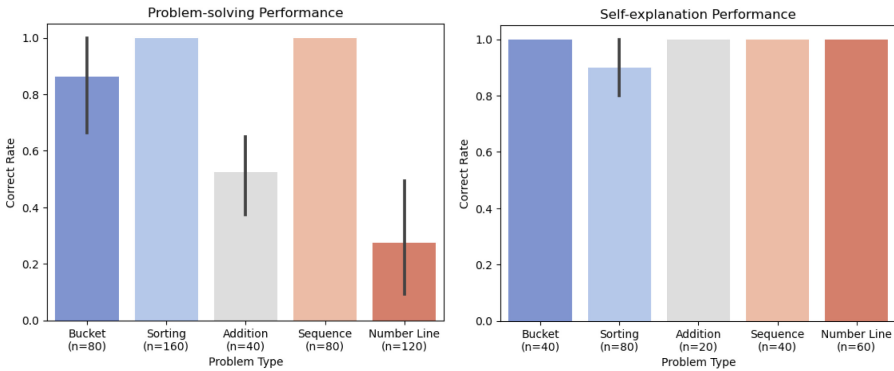 Problem-solving Performance
1.0
0.8
0.6
0.4
0.2
0.0
Correct Rate
Bucket
(n=80)
Sorting
(n=160)
Addition
(n=40)
Sequence
(n=80)
Number Line
(n=120)
Problem Type
Self-explanation Performance
1.0
0.8
0.6
0.4
0.2
0.0
Correct Rate
Bucket
(n=40)
Sorting
(n=80)
Addition
(n=20)
Sequence
(n=40)
Number Line
(n=60)
Problem Type